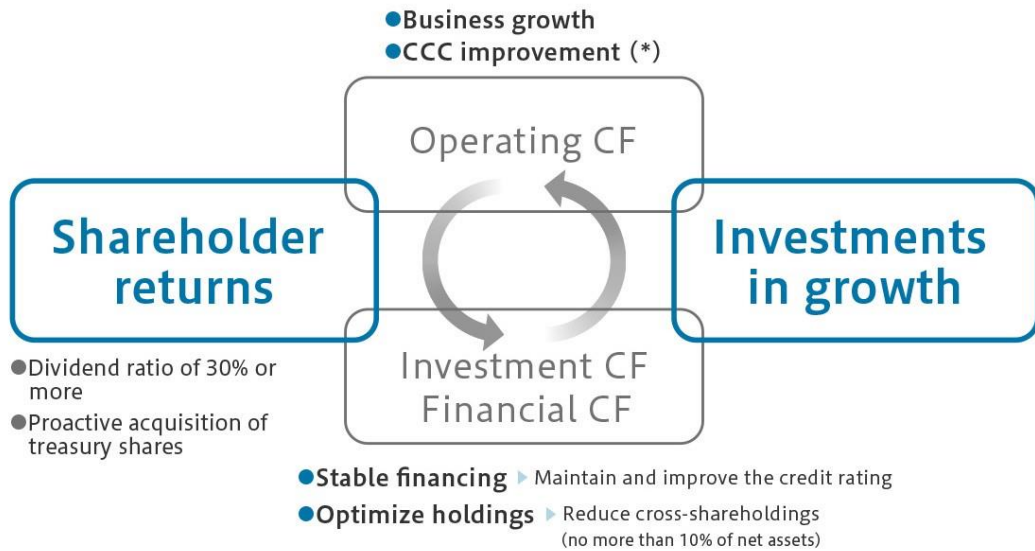 ●Business growth
●CCC improvement (*)
Operating CF
Shareholder
returns
Investments
in growth
Investment CF
Financial CF
●Dividend ratio of 30% or
more
●Proactive acquisition of
treasury shares
●Stable financing ▶ Maintain and improve the credit rating
●Optimize holdings ▶ Reduce cross-shareholdings
(no more than 10% of net assets)